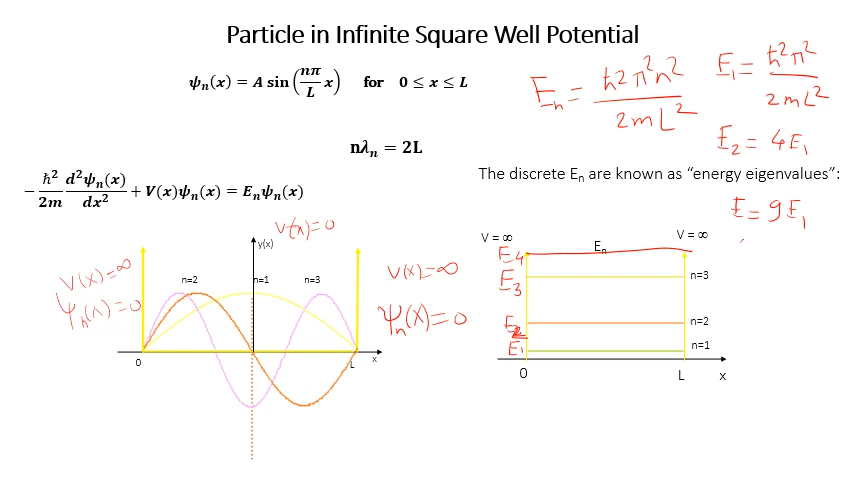 Particle in Infinite Square Well Potential
ψₙ(x) = A sin(nπ/L x) for 0 ≤ x ≤ L
nλₙ = 2L
-ħ²/2m d²ψₙ(x)/dx² + V(x)ψₙ(x) = Eₙψₙ(x)
Eₙ = ħ²π²n²/2mL²
E₁ = ħ²π²/2mL²
E₂ = 4E₁
The discrete Eₙ are known as “energy eigenvalues”:
E = 9E₁
V(x)=0
y(x)
V(x)=∞
ψₙ(x)=0
n=2
n=1
n=3
V(x)=∞
ψₙ(x)=0
0
L
x
V = ∞
Eₙ
V = ∞
E₄
E₃
n=3
E₂
n=2
E₁
n=1
0
L
x